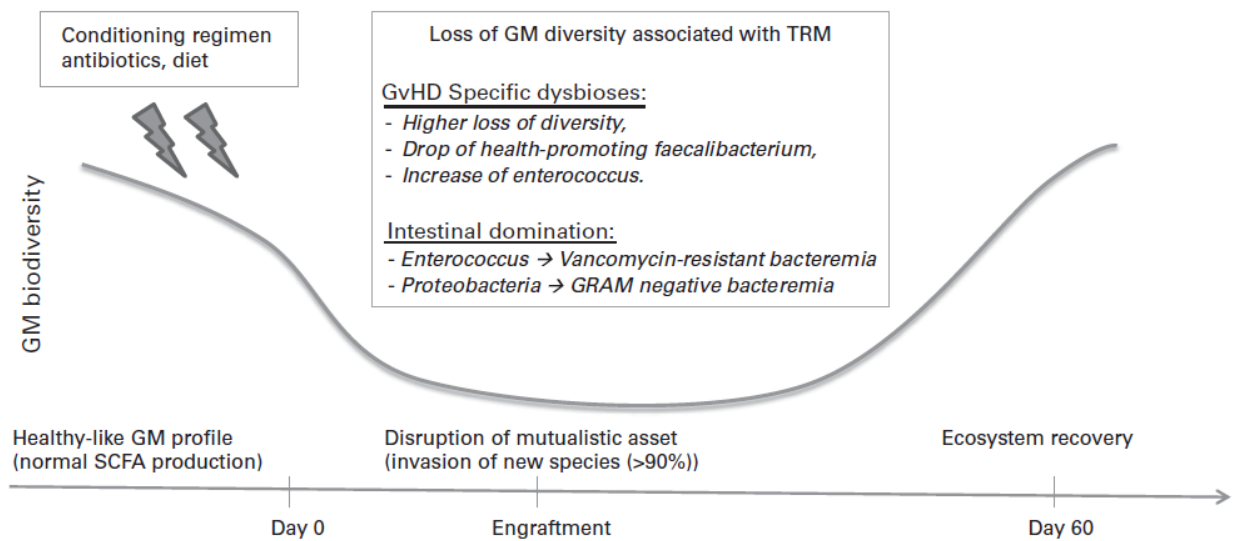 Conditioning regimen
antibiotics, diet
Loss of GM diversity associated with TRM
GvHD Specific dysbioses:
- Higher loss of diversity,
- Drop of health-promoting faecalibacterium,
- Increase of enterococcus.
Intestinal domination:
- Enterococcus → Vancomycin-resistant bacteremia
- Proteobacteria → GRAM negative bacteremia
GM biodiversity
Healthy-like GM profile
(normal SCFA production)
Disruption of mutualistic asset
(invasion of new species (>90%))
Ecosystem recovery
Day 0
Engraftment
Day 60